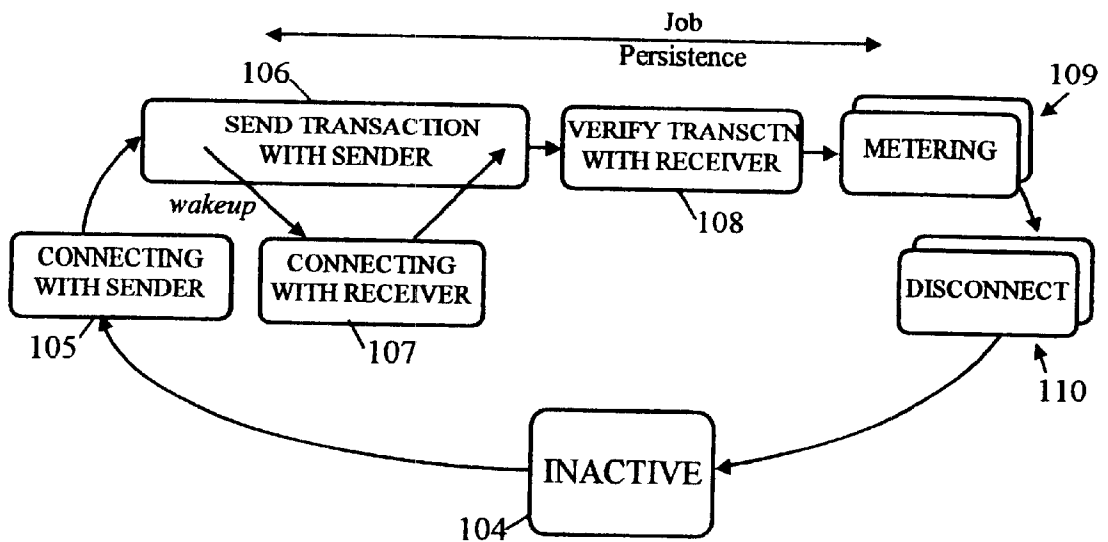 Job
Persistence
106
109
SEND TRANSACTION
WITH SENDER
VERIFY TRANSCTN
WITH RECEIVER
METERING
wakeup
108
CONNECTING
WITH SENDER
CONNECTING
WITH RECEIVER
DISCONNECT
105
107
110
INACTIVE
104